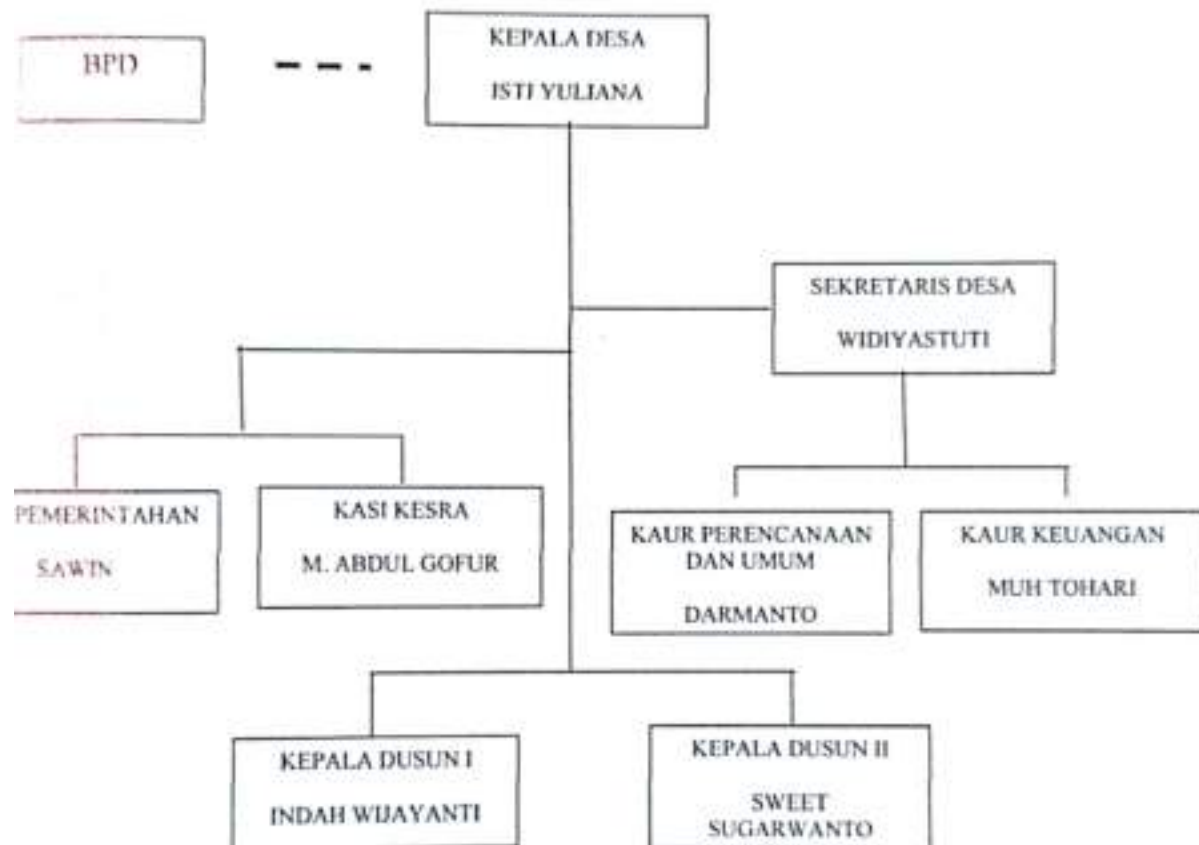 BPD
KEPALA DESA
ISTI YULIANA
SEKRETARIS DESA
WIDIYASTUTI
PEMERINTAHAN
SAWIN
KASI KESRA
M. ABDUL GOFUR
KAUR PERENCANAAN
DAN UMUM
DARMANTO
KAUR KEUANGAN
MUH TOHARI
KEPALA DUSUN I
INDAH WIJAYANTI
KEPALA DUSUN II
SWEET
SUGARWANTO